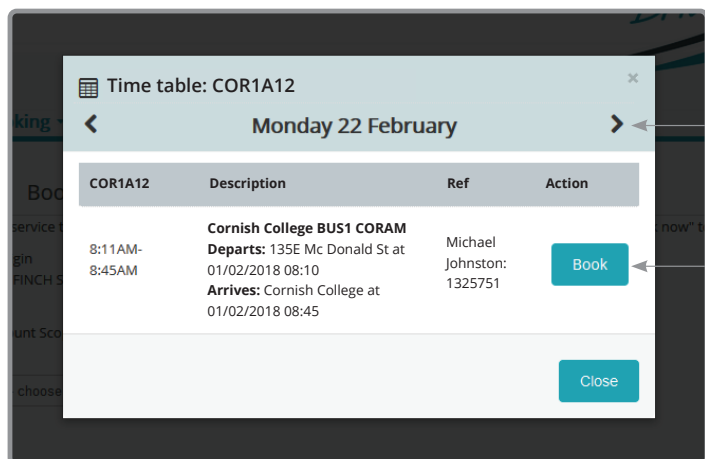 Time table: COR1A12
×
Monday 22 February
COR1A12 Description Ref Action
8:11AM-
8:45AM
Cornish College BUS1 CORAM
Departs: 135E Mc Donald St at
01/02/2018 08:10
Arrives: Cornish College at
01/02/2018 08:45
Michael
Johnston:
1325751
Book
Close
king
Boo
service t
now" t
gin
FINCH S
unt Sco
choose